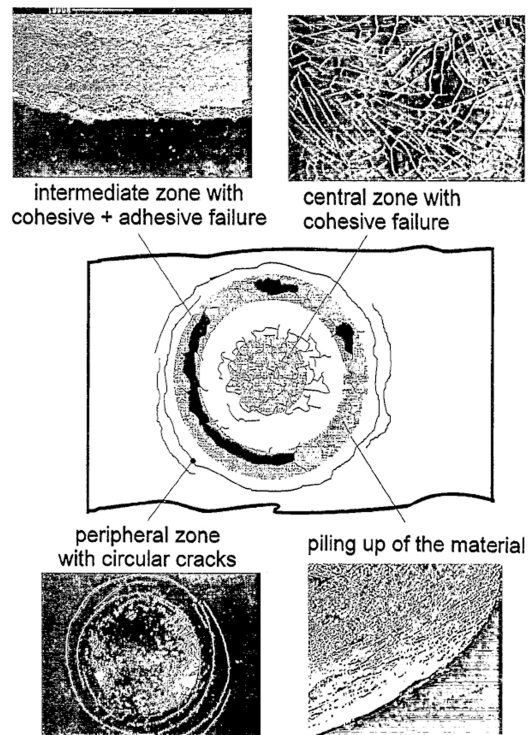 intermediate zone with
cohesive + adhesive failure
central zone with
cohesive failure
peripheral zone
with circular cracks
piling up of the material